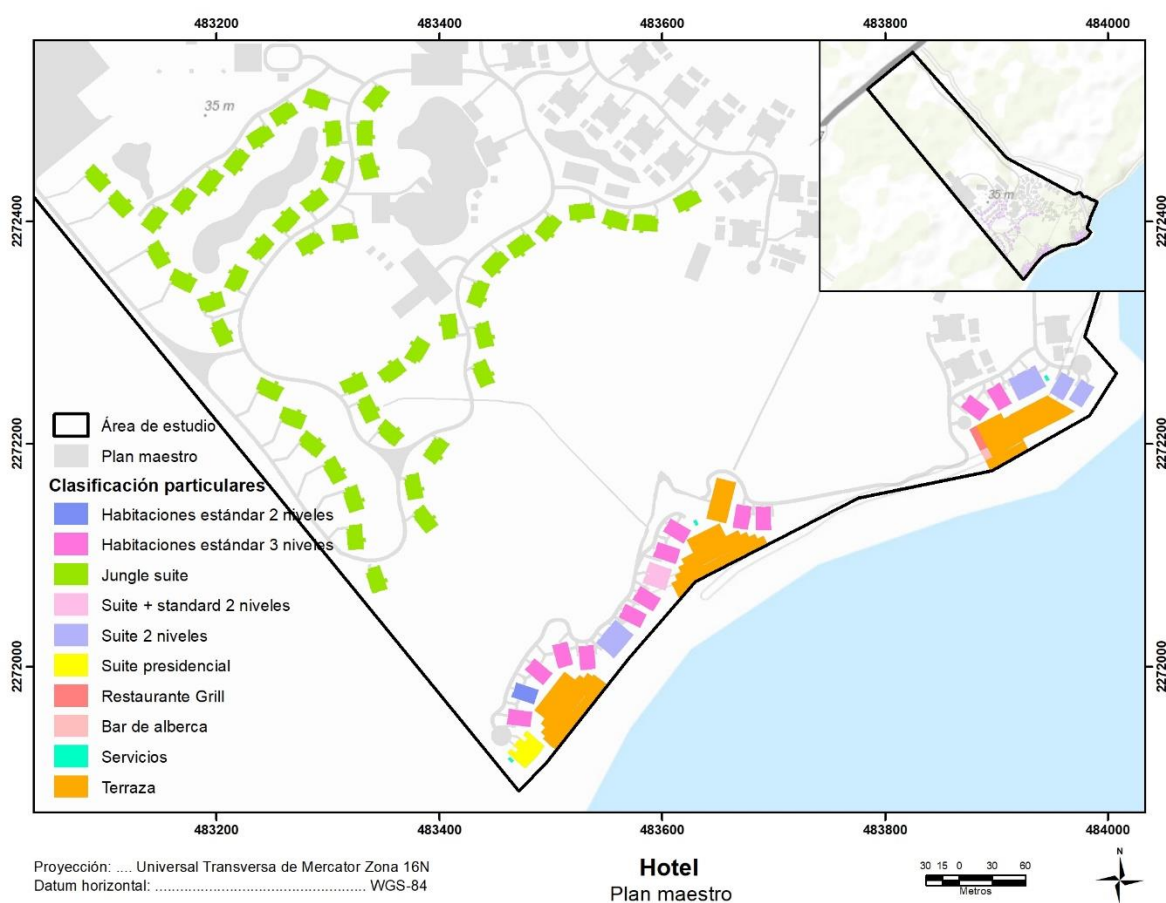 483200 483400 483600 483800 484000
35 m
35 m
2272400 2272400
2272200 2272200
2272000 2272000
Área de estudio
Plan maestro
Clasificación particulares
Habitaciones estándar 2 niveles
Habitaciones estándar 3 niveles
Jungle suite
Suite + standard 2 niveles
Suite 2 niveles
Suite presidencial
Restaurante Grill
Bar de alberca
Servicios
Terraza
483200 483400 483600 483800 484000
Proyección: .... Universal Transversa de Mercator Zona 16N
Datum horizontal: ................................................ WGS-84
Hotel
Plan maestro
30 15 0 30 60
Metros
N